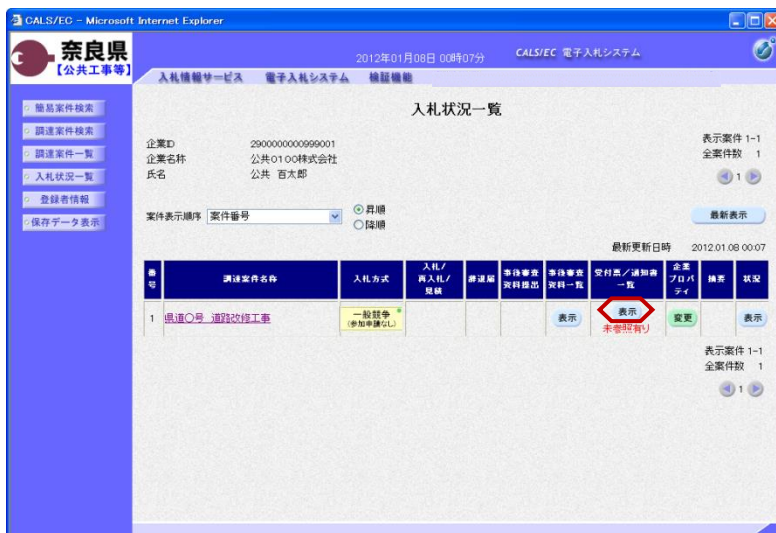 CALS/EC - Microsoft Internet Explorer
奈良県
【公共工事等】
2012年01月08日 00時07分
CALS/EC 電子入札システム
入札情報サービス 電子入札システム 検証機能
簡易案件検索
調達案件検索
調達案件一覧
入札状況一覧
登録者情報
保存データ表示
入札状況一覧
企業ID 2900000000999001
企業名称 公共0100株式会社
氏名 公共 百太郎
表示案件 1-1
全案件数 1
1
案件表示順序 案件番号
昇順
降順
最新表示
最新更新日時 2012.01.08 00:07
番号 調達案件名称 入札方式 入札/再入札/見積 辞退届 事後審査資料提出 事後審査資料一覧 受付票/通知書一覧 企業プロパティ 摘要 状況
1 県道〇号 道路改修工事 一般競争(参加申請なし) 表示 表示 変更 表示
未参照有り
表示案件 1-1
全案件数 1
1